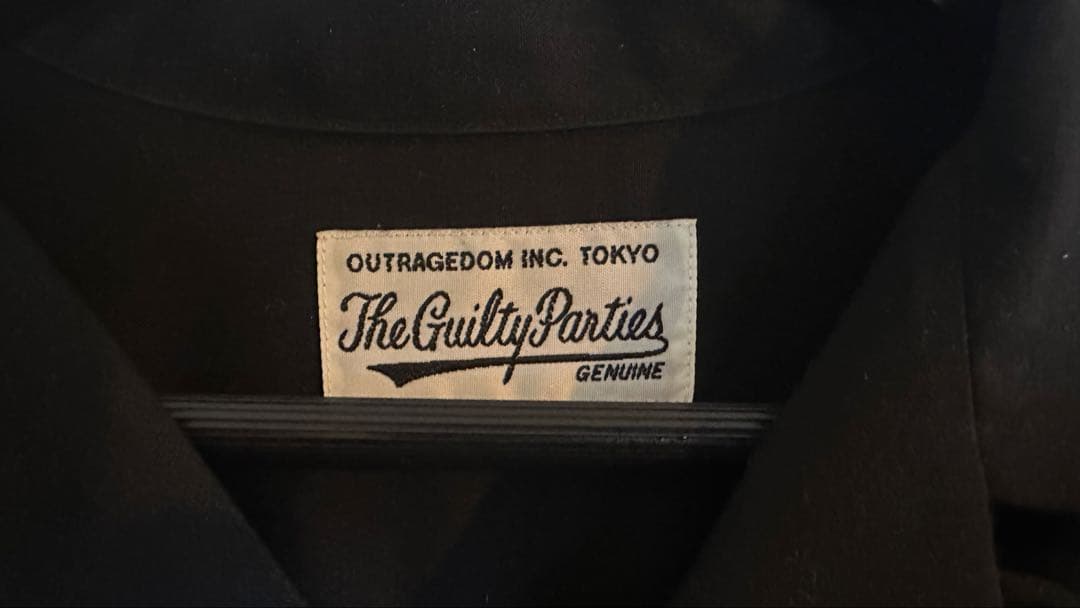 OUTRAGEDOM INC. TOKYO
The Guilty Parties
GENUINE